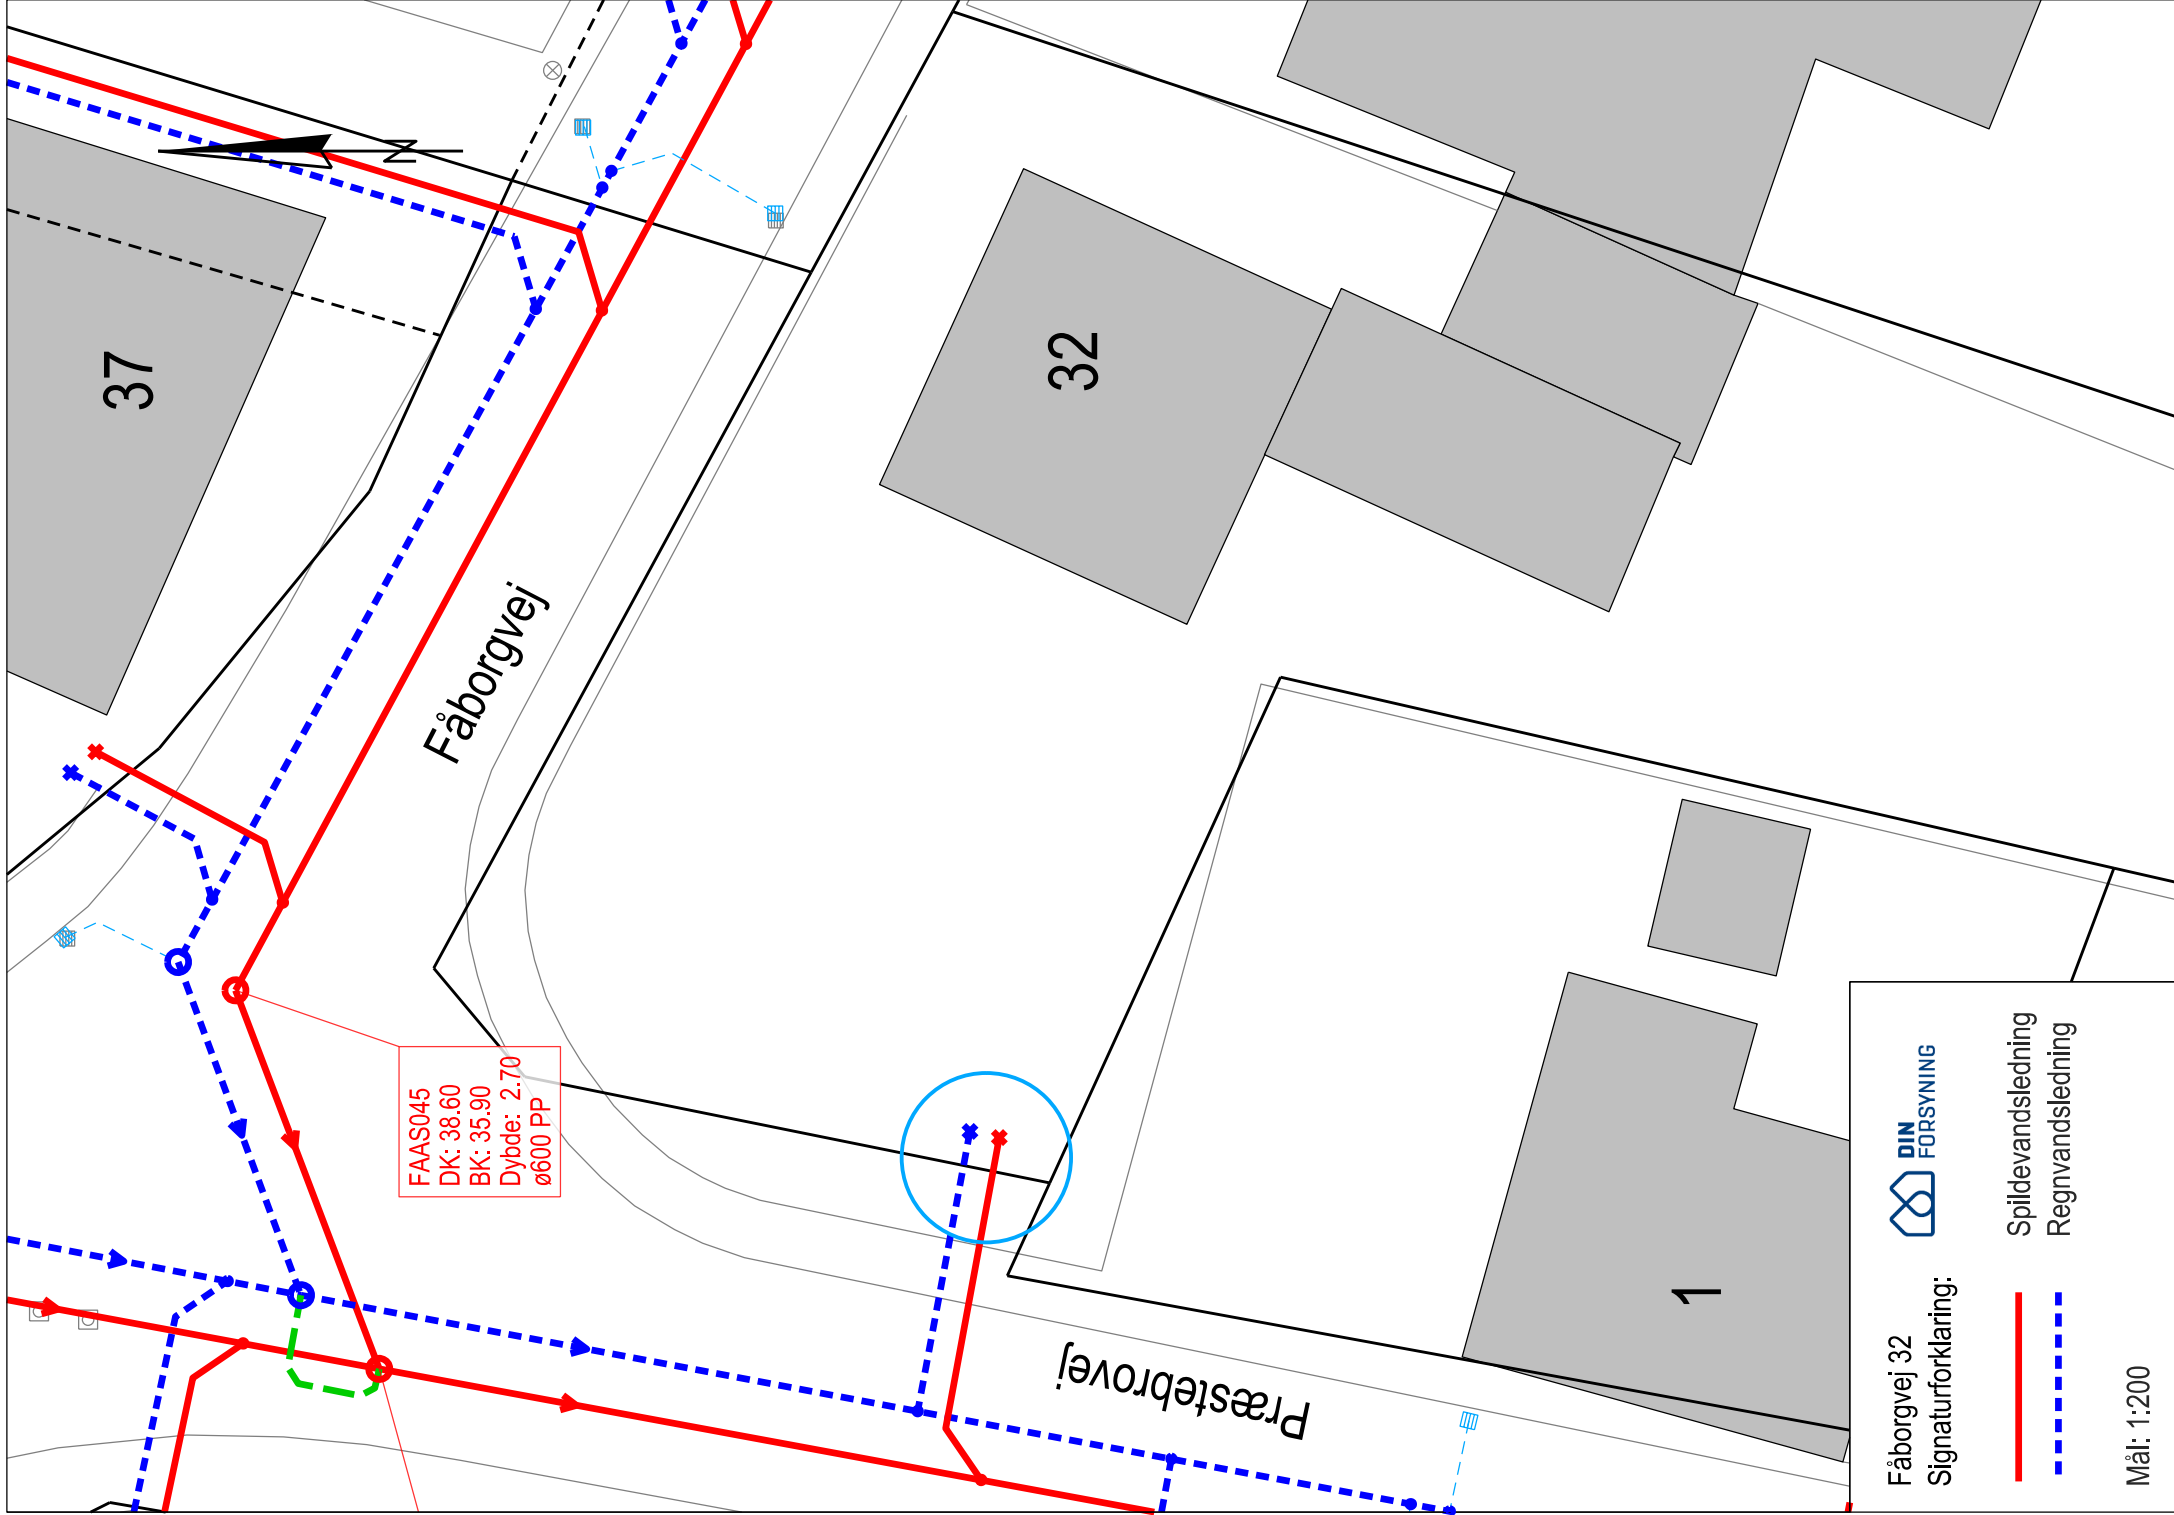 37
N
32
Fåborgvej
FAAS045
DK: 38.60
BK: 35.90
Dybde: 2.70
ø600 PP
Præstebrovej
1
DIN
FORSYNING
Fåborgvej 32
Signaturforklaring:
Spildevandsledning
Regnvandsledning
Mål: 1:200